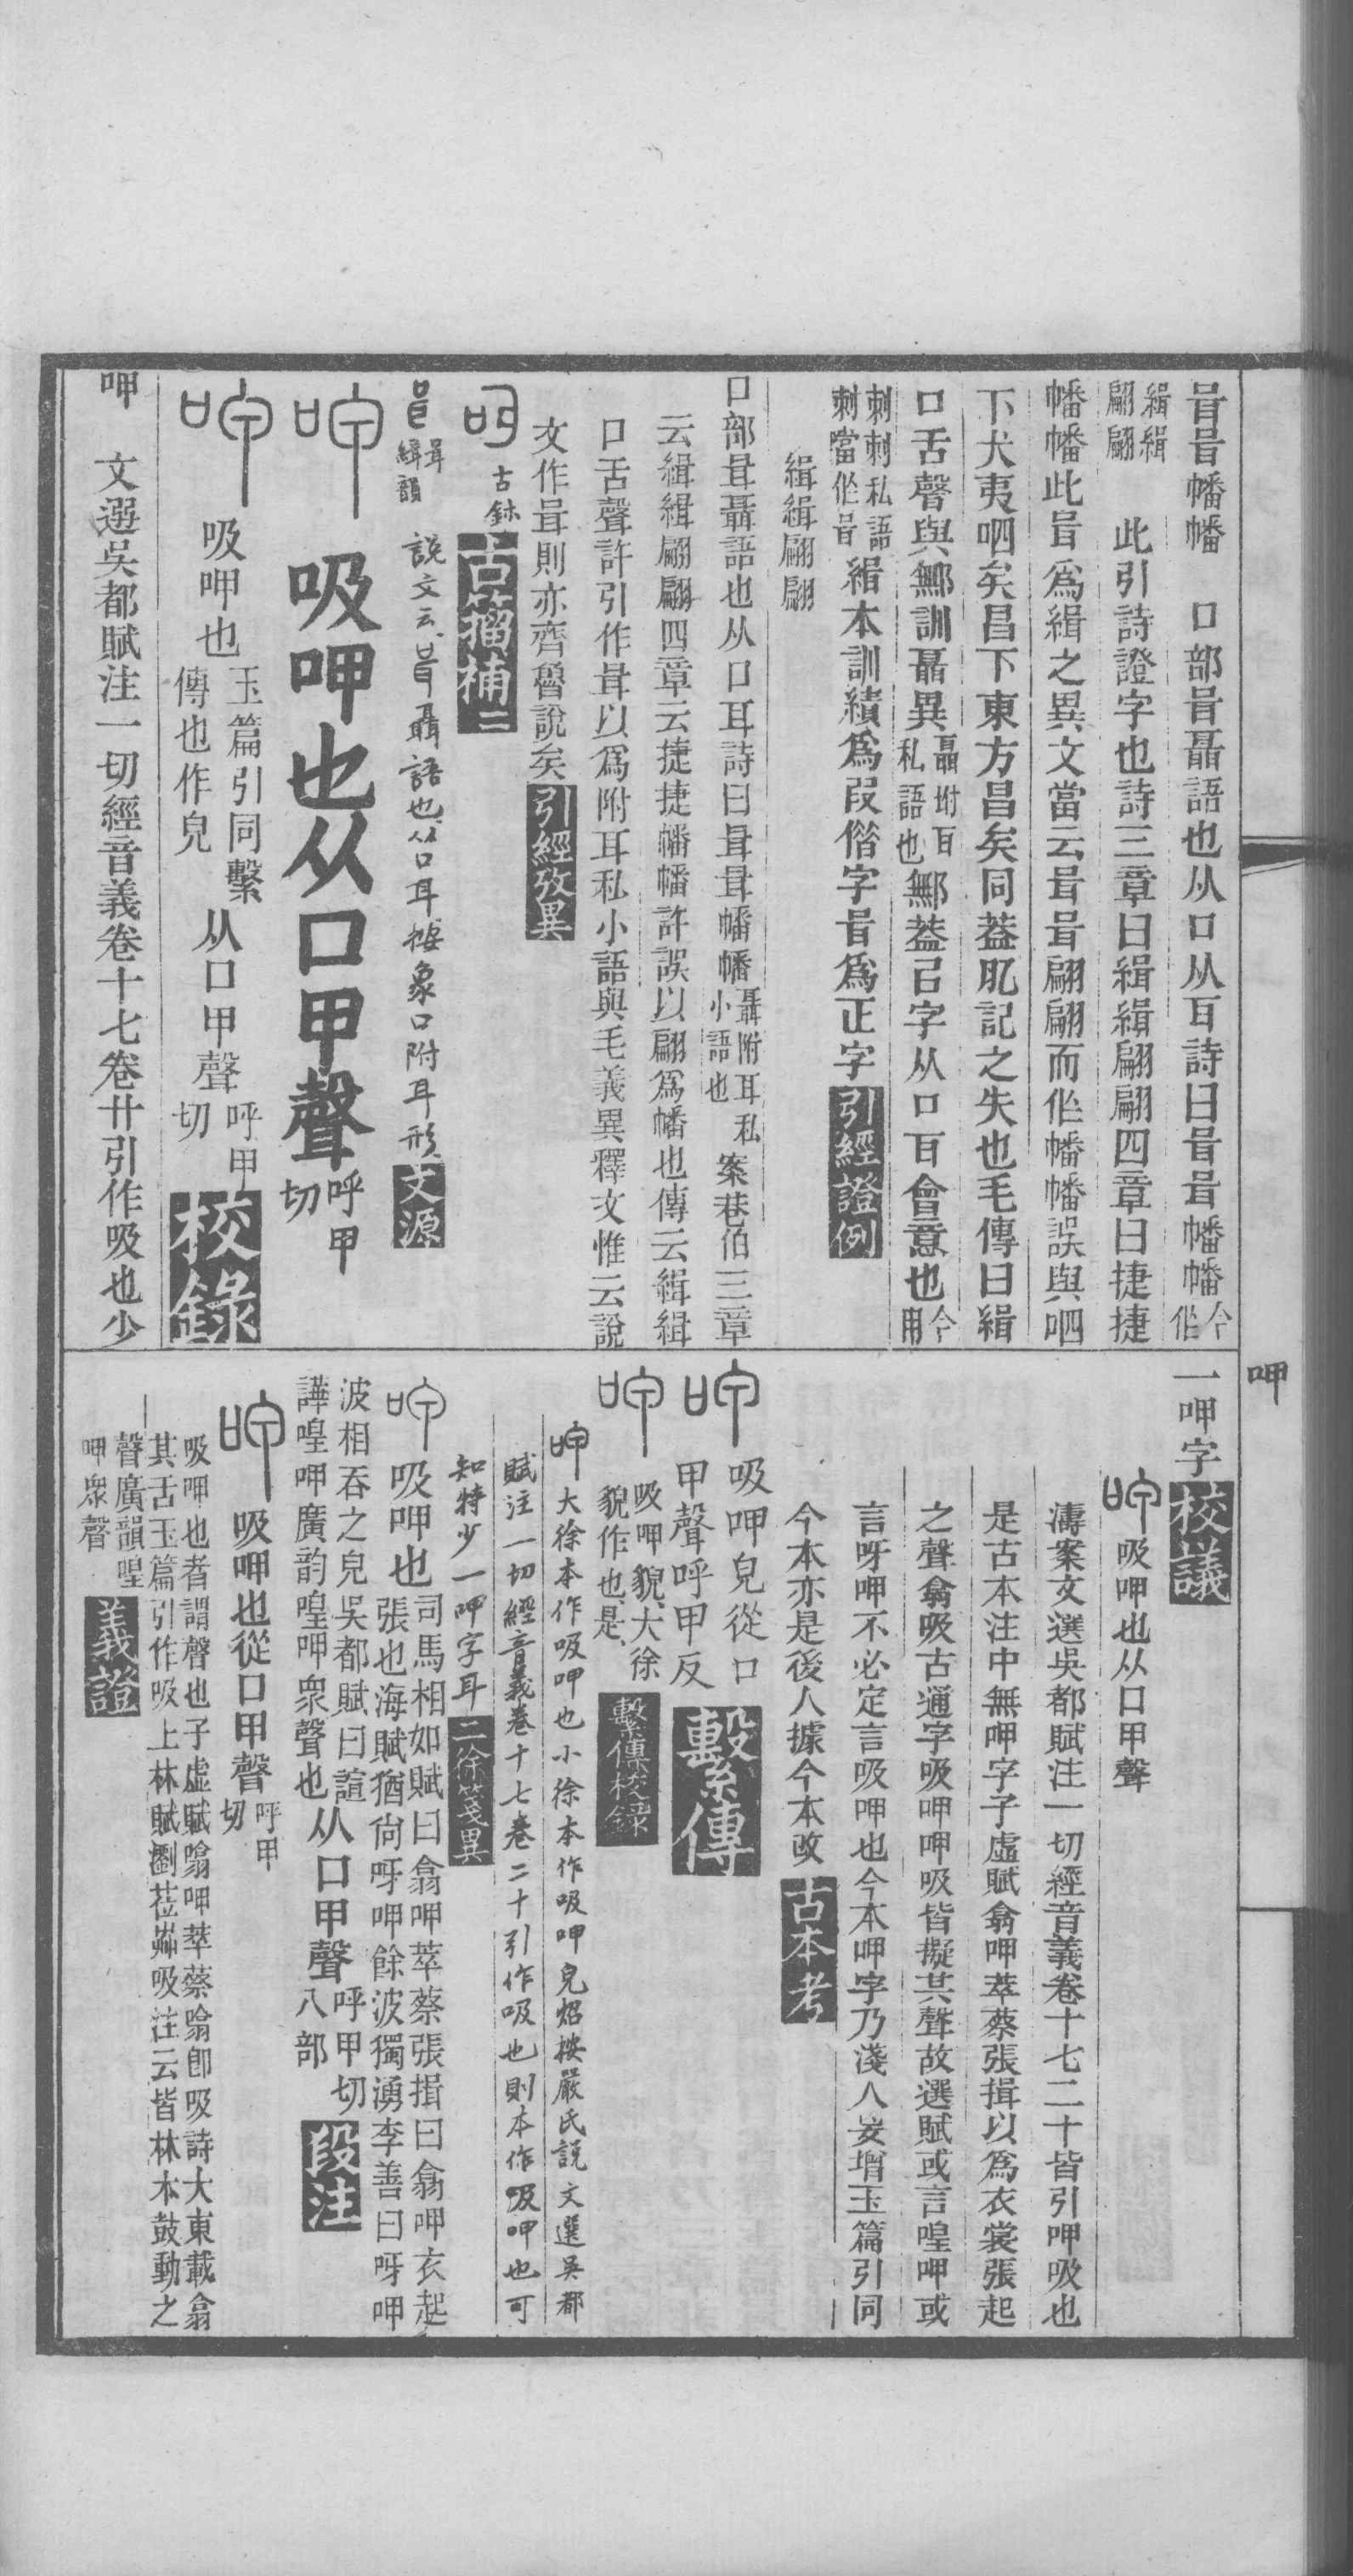 咠咠幡幡　口部咠聶語也从口从耳詩曰咠咠幡幡今作
緝緝翩翩　此引詩證字也詩三章曰緝緝翩翩四章曰捷捷
幡幡此咠爲緝之異文當云咠咠翩翩而作幡幡誤與呬
下犬夷呬矣昌下東方昌矣同葢肊記之失也毛傳曰緝
口舌聲與鄦訓聶異聶坿耳私語也鄦葢㠯字从口耳會意也今用
刺刺私語刺當作咠緝本訓績爲叚偕字咠爲正字引經證例
緝緝翩翩
口部咠聶語也从口耳詩曰咠咠幡幡聶附耳私小語也案巷伯三章
云緝緝翩翩四章云捷捷幡幡許誤以翩爲幡也傳云緝緝
口舌聲許引作咠以爲附耳私小語與毛義異釋文惟云說
文作咠則亦齊魯說矣引經攷異
古鉥古籀補二
咠咠緝韻說文云咠聶語也从口耳按象口附耳形文源
吸呷也从口甲聲呼甲切
吸呷也玉篇引同繫傳也作皃从口甲聲呼甲切校錄
呷　文選吳都賦注一切經音義卷十七卷廿引作吸也少
呷
一呷字校議
吸呷也从口甲聲
濤案文選吳都賦注一切經音義卷十七二十皆引呷吸也
是古本注中無呷字子虛賦翕呷萃蔡張揖以爲衣裳張起
之聲翕吸古通字吸呷呷吸皆擬其聲故選賦或言喤呷或
言呀呷不必定言吸呷也今本呷字乃淺人妄增玉篇引同
今本亦是後人據今本改古本考
吸呷皃從口甲聲呼甲反繫傳
吸呷貌大徐貌作也是繫傳校錄
大徐本作吸呷也小徐本作吸呷皃炤按嚴氏說文選吳都
賦注一切經音義卷十七卷二十引作吸也則本作吸呷也可
知特少一呷字耳二徐箋異
吸呷也司馬相如賦曰翕呷萃蔡張揖曰翕呷衣起張也海賦猶尙呀呷餘波獨湧李善曰呀呷
波相吞之皃吳都賦曰諠譁喤呷廣韵喤呷衆聲也从口甲聲呼甲切八部段注
吸呷也從口甲聲呼甲切
吸呷也者謂聲也子虛賦噏呷萃蔡噏卽吸詩大東載翕
其舌玉篇引作吸上林賦瀏莅芔吸注云皆林木鼓動之
聲廣韻喤呷衆聲義證